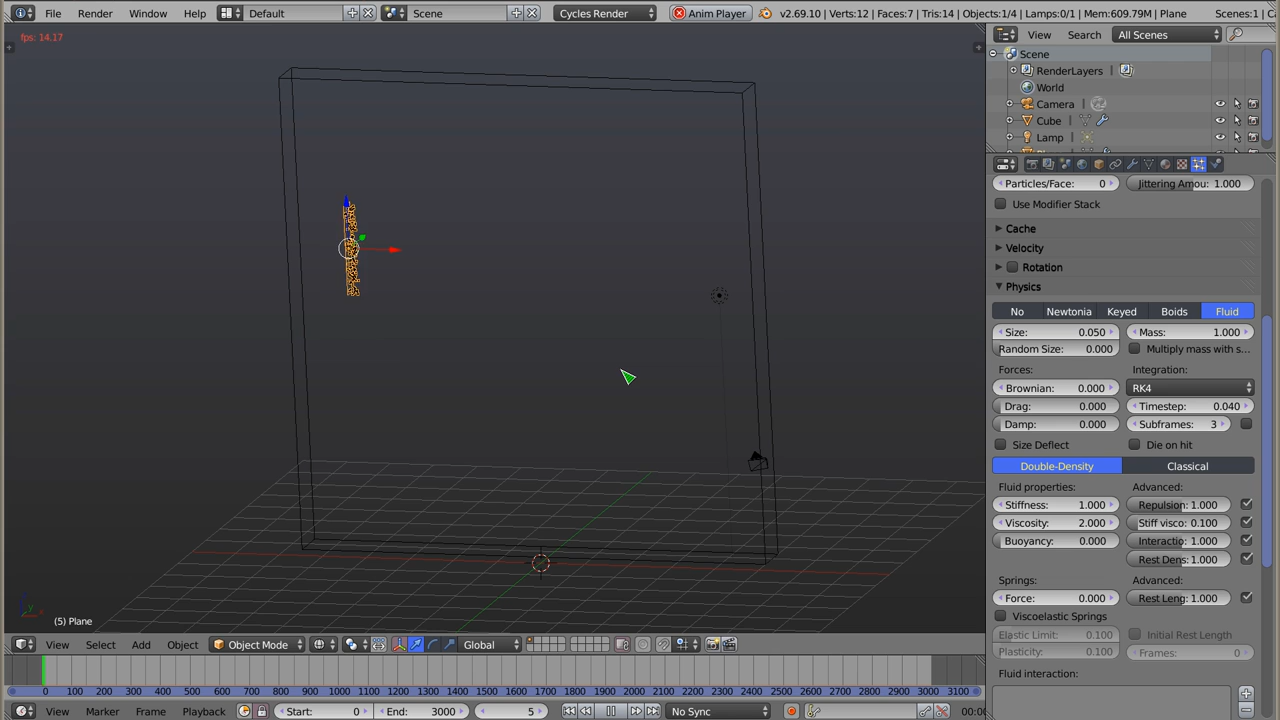 File Render Window Help Default Scene Cycles Render Anim Player v2.69.10 | Verts:12 | Faces:7 | Tris:14 | Objects:1/4 | Lamps:0/1 | Mem:609.79M | Plane Scenes:1
fps: 14.17
View Search All Scenes
Scene
RenderLayers
World
Camera
Cube
Lamp
Particles/Face: 0 Jittering Amou: 1.000
Use Modifier Stack
Cache
Velocity
Rotation
Physics
No Newtonia Keyed Boids Fluid
Size: 0.050 Mass: 1.000
Random Size: 0.000 Multiply mass with s...
Forces: Integration:
Brownian: 0.000 RK4
Drag: 0.000 Timestep: 0.040
Damp: 0.000 Subframes: 3
Size Deflect Die on hit
Double-Density Classical
Fluid properties: Advanced:
Stiffness: 1.000 Repulsion: 1.000
Viscosity: 2.000 Stiff visco: 0.100
Buoyancy: 0.000 Interactio: 1.000
Rest Dens: 1.000
Springs: Advanced:
Force: 0.000 Rest Leng: 1.000
Viscoelastic Springs
Elastic Limit: 0.100 Initial Rest Length
Plasticity: 0.100 Frames: 0
Fluid interaction:
(5) Plane
View Select Add Object Object Mode Global
0 100 200 300 400 500 600 700 800 900 1000 1100 1200 1300 1400 1500 1600 1700 1800 1900 2000 2100 2200 2300 2400 2500 2600 2700 2800 2900 3000 3100
View Marker Frame Playback Start: 0 End: 3000 5 No Sync